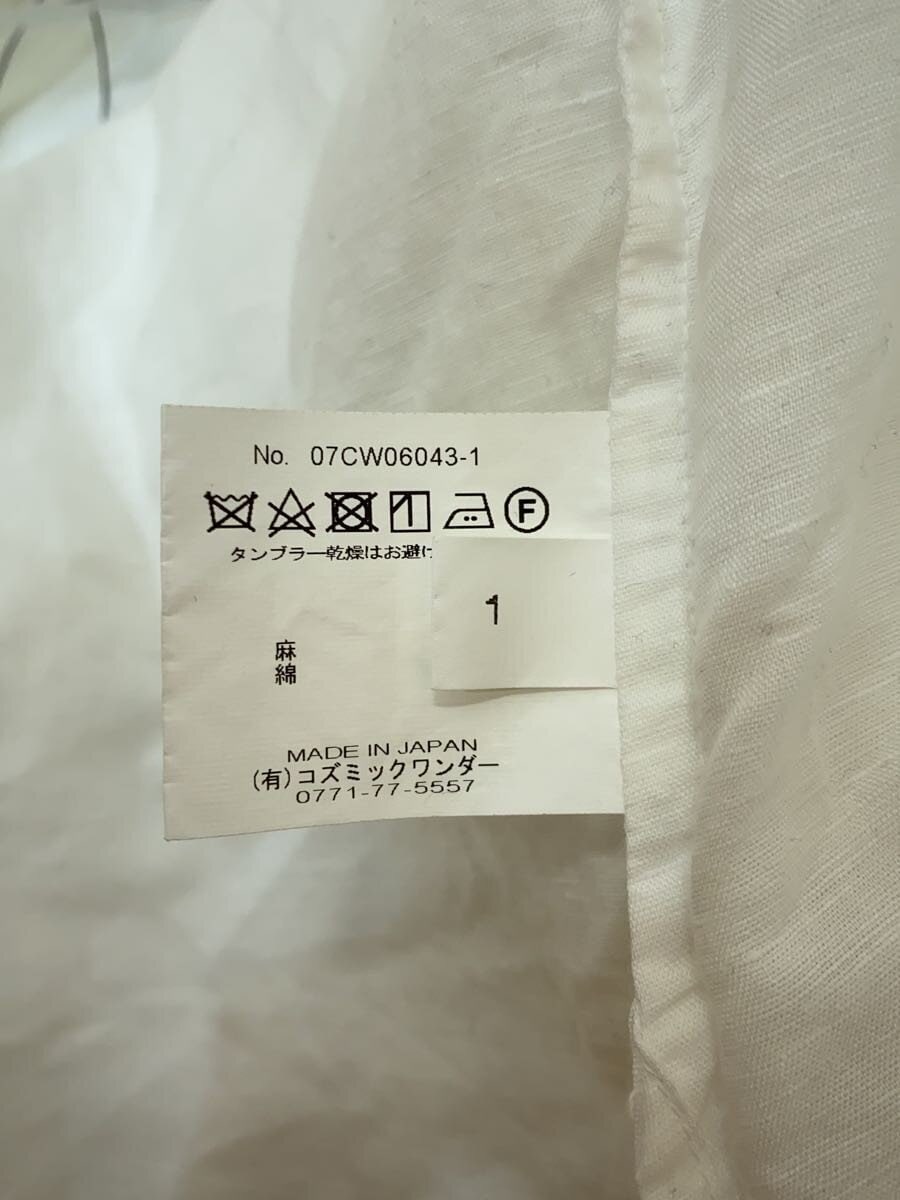 No. 07CW06043-1
F
タンブラー乾燥はお避け
1
麻
綿
MADE IN JAPAN
(有)コズミックワンダー
0771-77-5557